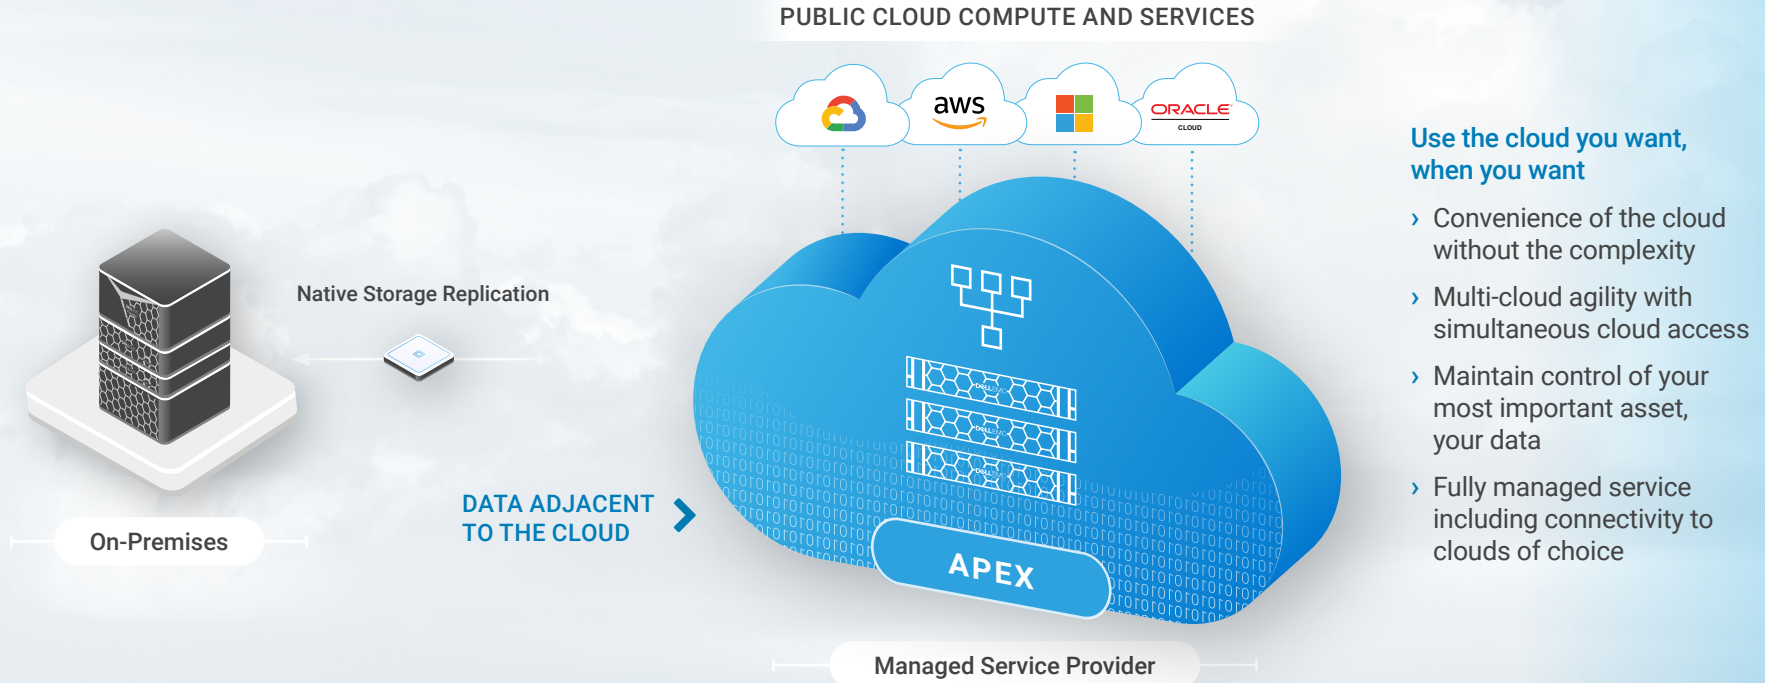 PUBLIC CLOUD COMPUTE AND SERVICES
aws
ORACLE
CLOUD
Native Storage Replication
On-Premises
DATA ADJACENT
TO THE CLOUD
DELLEMC
DELLEMC
DELLEMC
APEX
Managed Service Provider
Use the cloud you want,
when you want
› Convenience of the cloud
without the complexity
› Multi-cloud agility with
simultaneous cloud access
› Maintain control of your
most important asset,
your data
› Fully managed service
including connectivity to
clouds of choice